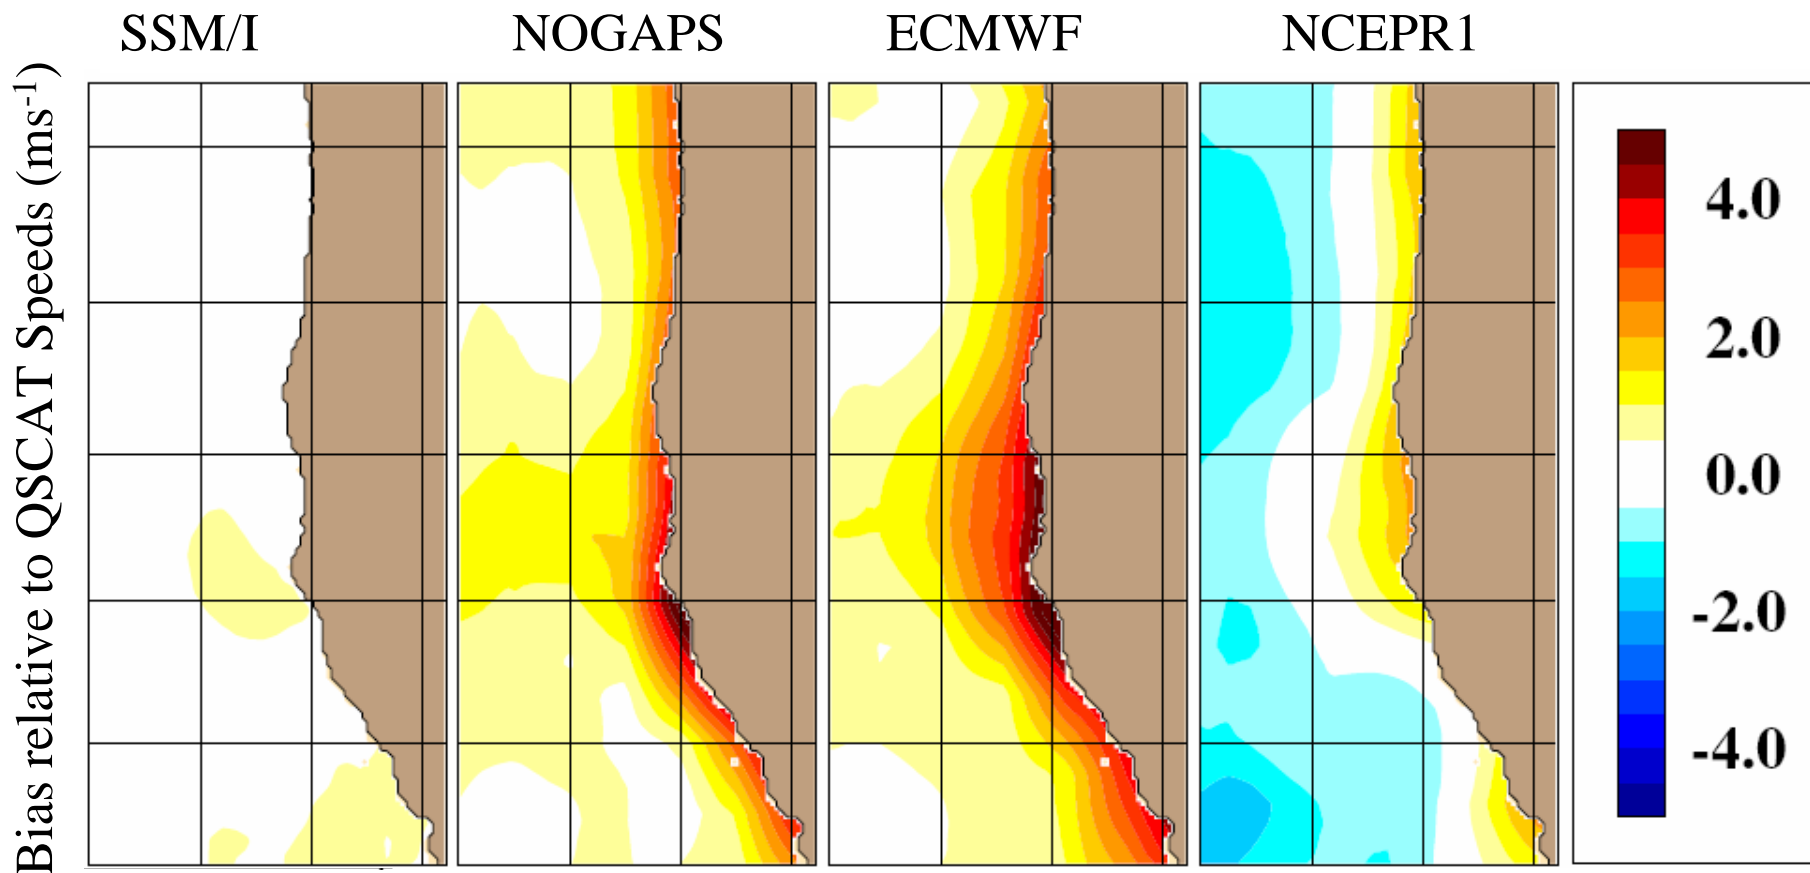 SSM/I NOGAPS ECMWF NCEPR1
Bias relative to QSCAT Speeds (ms⁻¹)
4.0
2.0
0.0
-2.0
-4.0